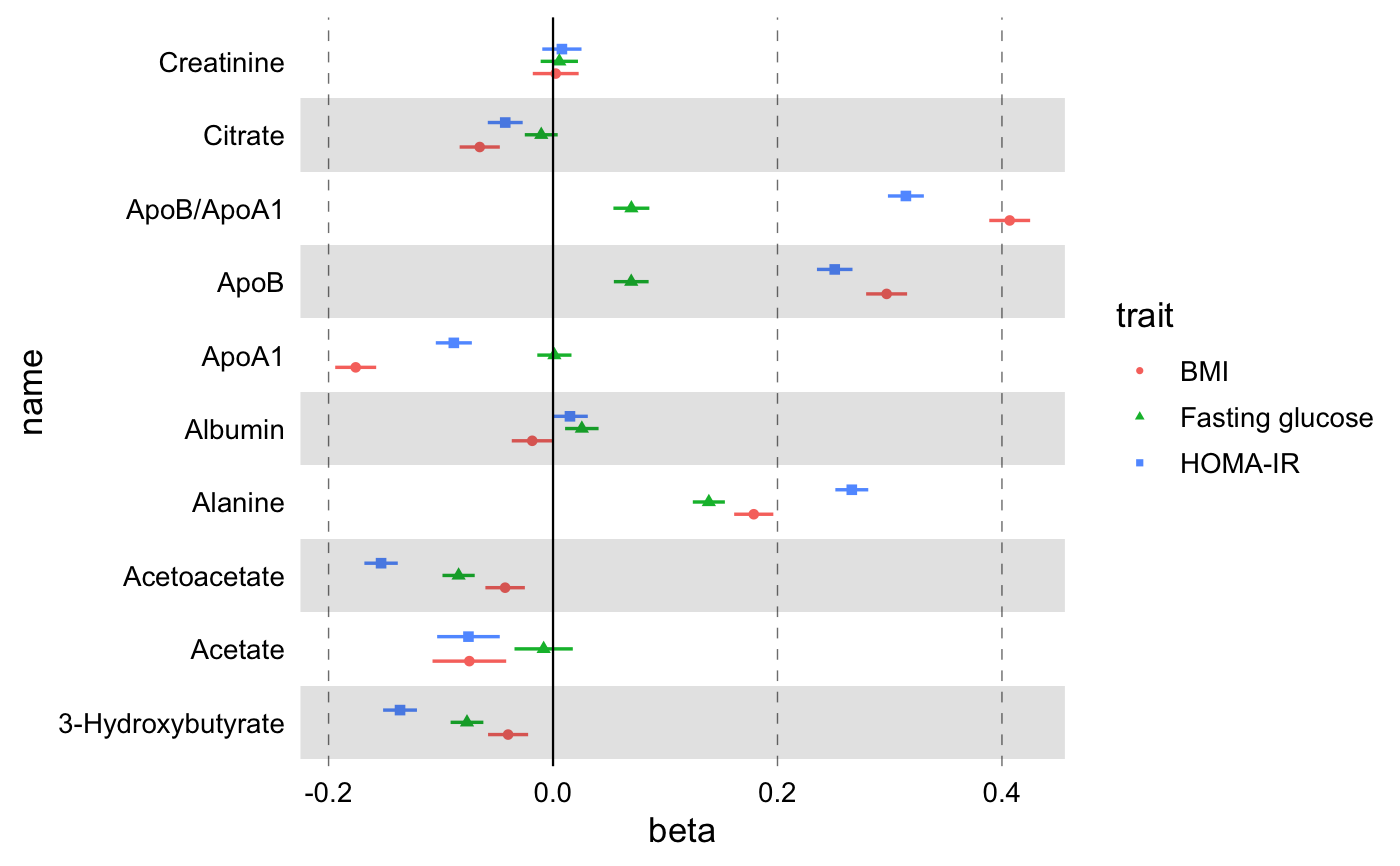 Creatinine
Citrate
ApoB/ApoA1
ApoB
ApoA1
Albumin
Alanine
Acetoacetate
Acetate
3-Hydroxybutyrate
name
-0.2 0.0 0.2 0.4
beta
trait
BMI
Fasting glucose
HOMA-IR